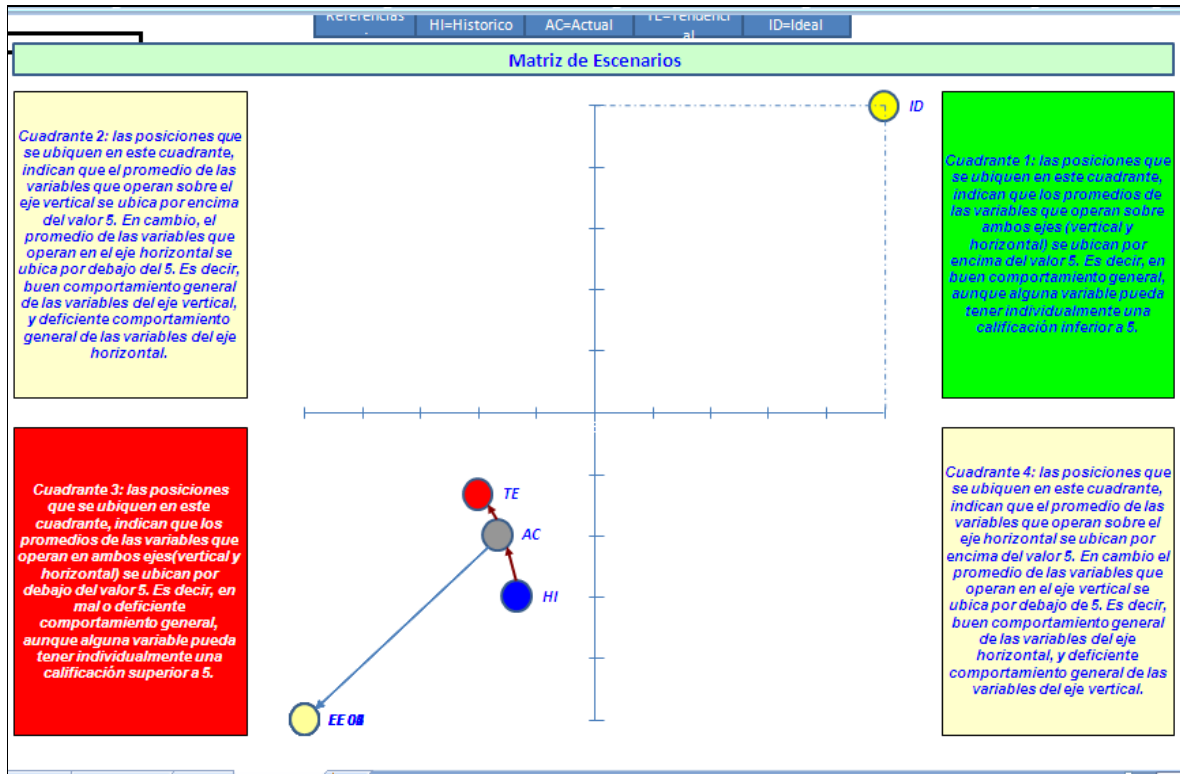 Referencias
:
HI=Historico
AC=Actual
TE=Tendenci
al
ID=Ideal
Matriz de Escenarios
Cuadrante 2: las posiciones que
se ubiquen en este cuadrante,
indican que el promedio de las
variables que operan sobre el
eje vertical se ubica por encima
del valor 5. En cambio, el
promedio de las variables que
operan en el eje horizontal se
ubica por debajo del 5. Es decir,
buen comportamiento general
de las variables del eje vertical,
y deficiente comportamiento
general de las variables del eje
horizontal.
ID
Cuadrante 1: las posiciones que
se ubiquen en este cuadrante,
indican que los promedios de
las variables que operan sobre
ambos ejes (vertical y
horizontal) se ubican por
encima del valor 5. Es decir, en
buen comportamiento general,
aunque alguna variable pueda
tener individualmente una
calificación inferior a 5.
Cuadrante 3: las posiciones
que se ubiquen en este
cuadrante, indican que los
promedios de las variables que
operan en ambos ejes(vertical y
horizontal) se ubican por
debajo del valor 5. Es decir, en
mal o deficiente
comportamiento general,
aunque alguna variable pueda
tener individualmente una
calificación superior a 5.
TE
AC
HI
Cuadrante 4: las posiciones que
se ubiquen en este cuadrante,
indican que el promedio de las
variables que operan sobre el
eje horizontal se ubican por
encima del valor 5. En cambio el
promedio de las variables que
operan en el eje vertical se
ubica por debajo de 5. Es decir,
buen comportamiento general
de las variables del eje
horizontal, y deficiente
comportamiento general de las
variables del eje vertical.